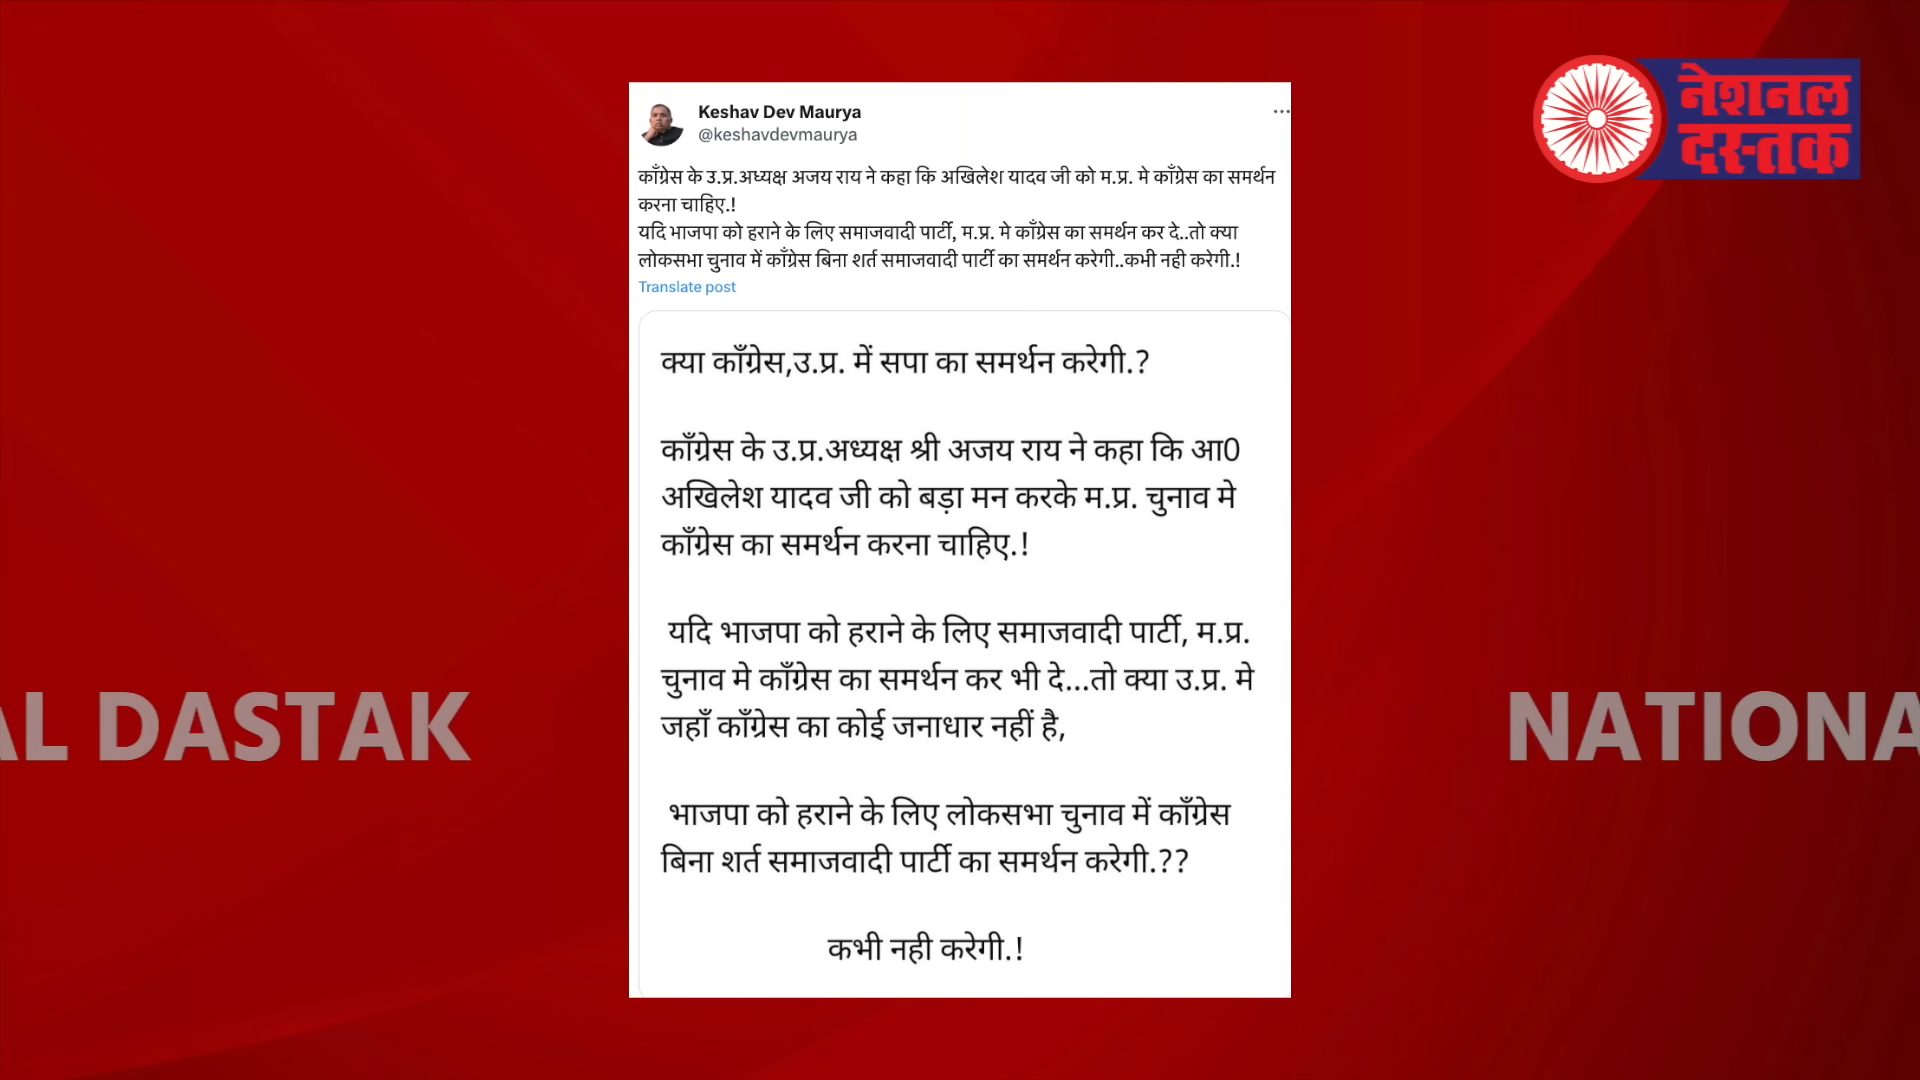 Keshav Dev Maurya
@keshavdevmaurya
काँग्रेस के उ.प्र.अध्यक्ष अजय राय ने कहा कि अखिलेश यादव जी को म.प्र. मे काँग्रेस का समर्थन
करना चाहिए.!
यदि भाजपा को हराने के लिए समाजवादी पार्टी, म.प्र. मे काँग्रेस का समर्थन कर दे..तो क्या
लोकसभा चुनाव में काँग्रेस बिना शर्त समाजवादी पार्टी का समर्थन करेगी..कभी नही करेगी.!
Translate post
क्या काँग्रेस,उ.प्र. में सपा का समर्थन करेगी.?
काँग्रेस के उ.प्र.अध्यक्ष श्री अजय राय ने कहा कि आ0
अखिलेश यादव जी को बड़ा मन करके म.प्र. चुनाव मे
काँग्रेस का समर्थन करना चाहिए.!
यदि भाजपा को हराने के लिए समाजवादी पार्टी, म.प्र.
चुनाव मे काँग्रेस का समर्थन कर भी दे...तो क्या उ.प्र. मे
जहाँ काँग्रेस का कोई जनाधार नहीं है,
भाजपा को हराने के लिए लोकसभा चुनाव में काँग्रेस
बिना शर्त समाजवादी पार्टी का समर्थन करेगी.??
कभी नही करेगी.!
नेशनल
दस्तक
AL DASTAK
NATIONA